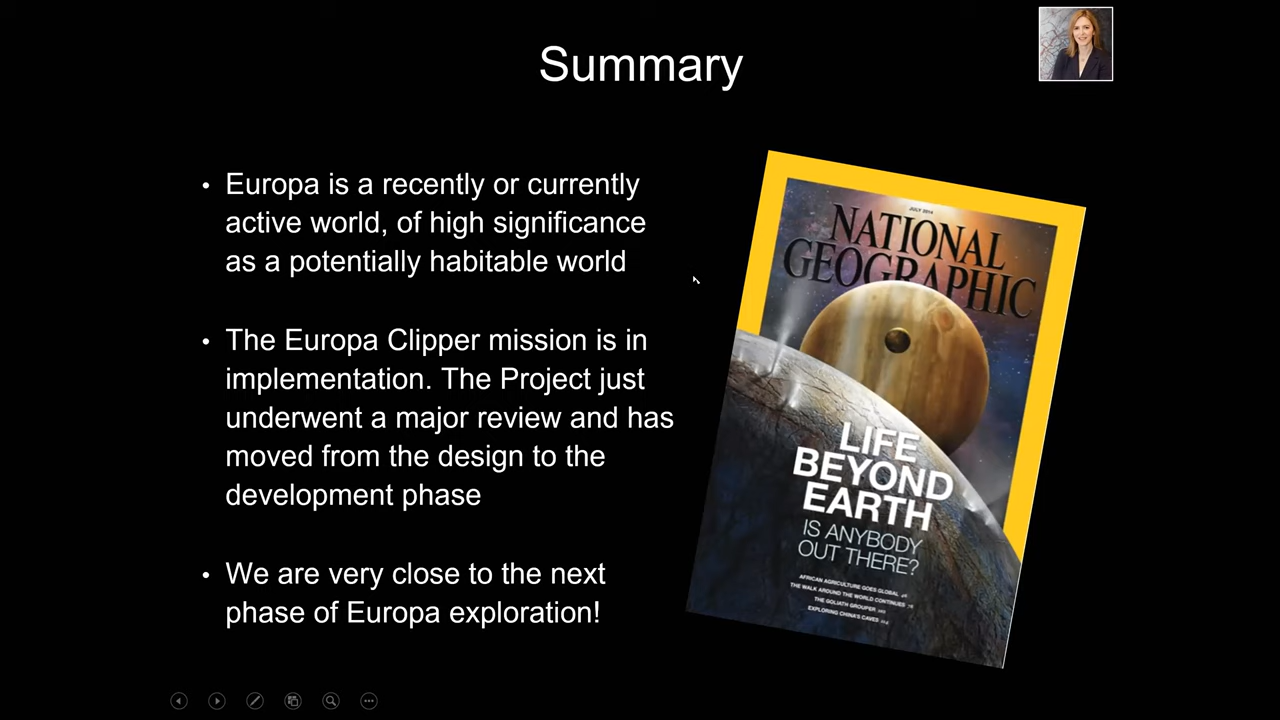 Summary
• Europa is a recently or currently
active world, of high significance
as a potentially habitable world
• The Europa Clipper mission is in
implementation. The Project just
underwent a major review and has
moved from the design to the
development phase
• We are very close to the next
phase of Europa exploration!
JULY 2014
NATIONAL
GEOGRAPHIC
LIFE
BEYOND
EARTH
IS ANYBODY
OUT THERE?
AFRICAN AGRICULTURE GOES GLOBAL
THE WALK AROUND THE WORLD CONTINUES
THE GOLIATH GROUPER
EXPLORING CHINA'S CAVES